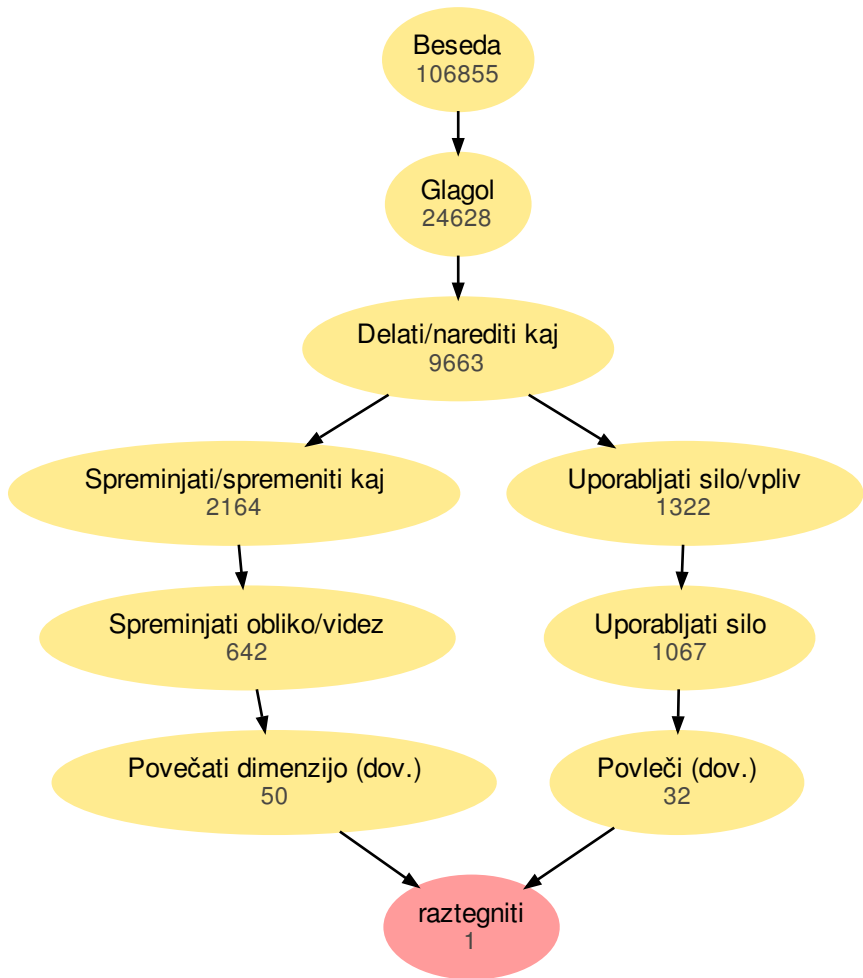 Beseda
106855
Glagol
24628
Delati/narediti kaj
9663
Spreminjati/spremeniti kaj
2164
Uporabljati silo/vpliv
1322
Spreminjati obliko/videz
642
Uporabljati silo
1067
Povečati dimenzijo (dov.)
50
Povleči (dov.)
32
raztegniti
1